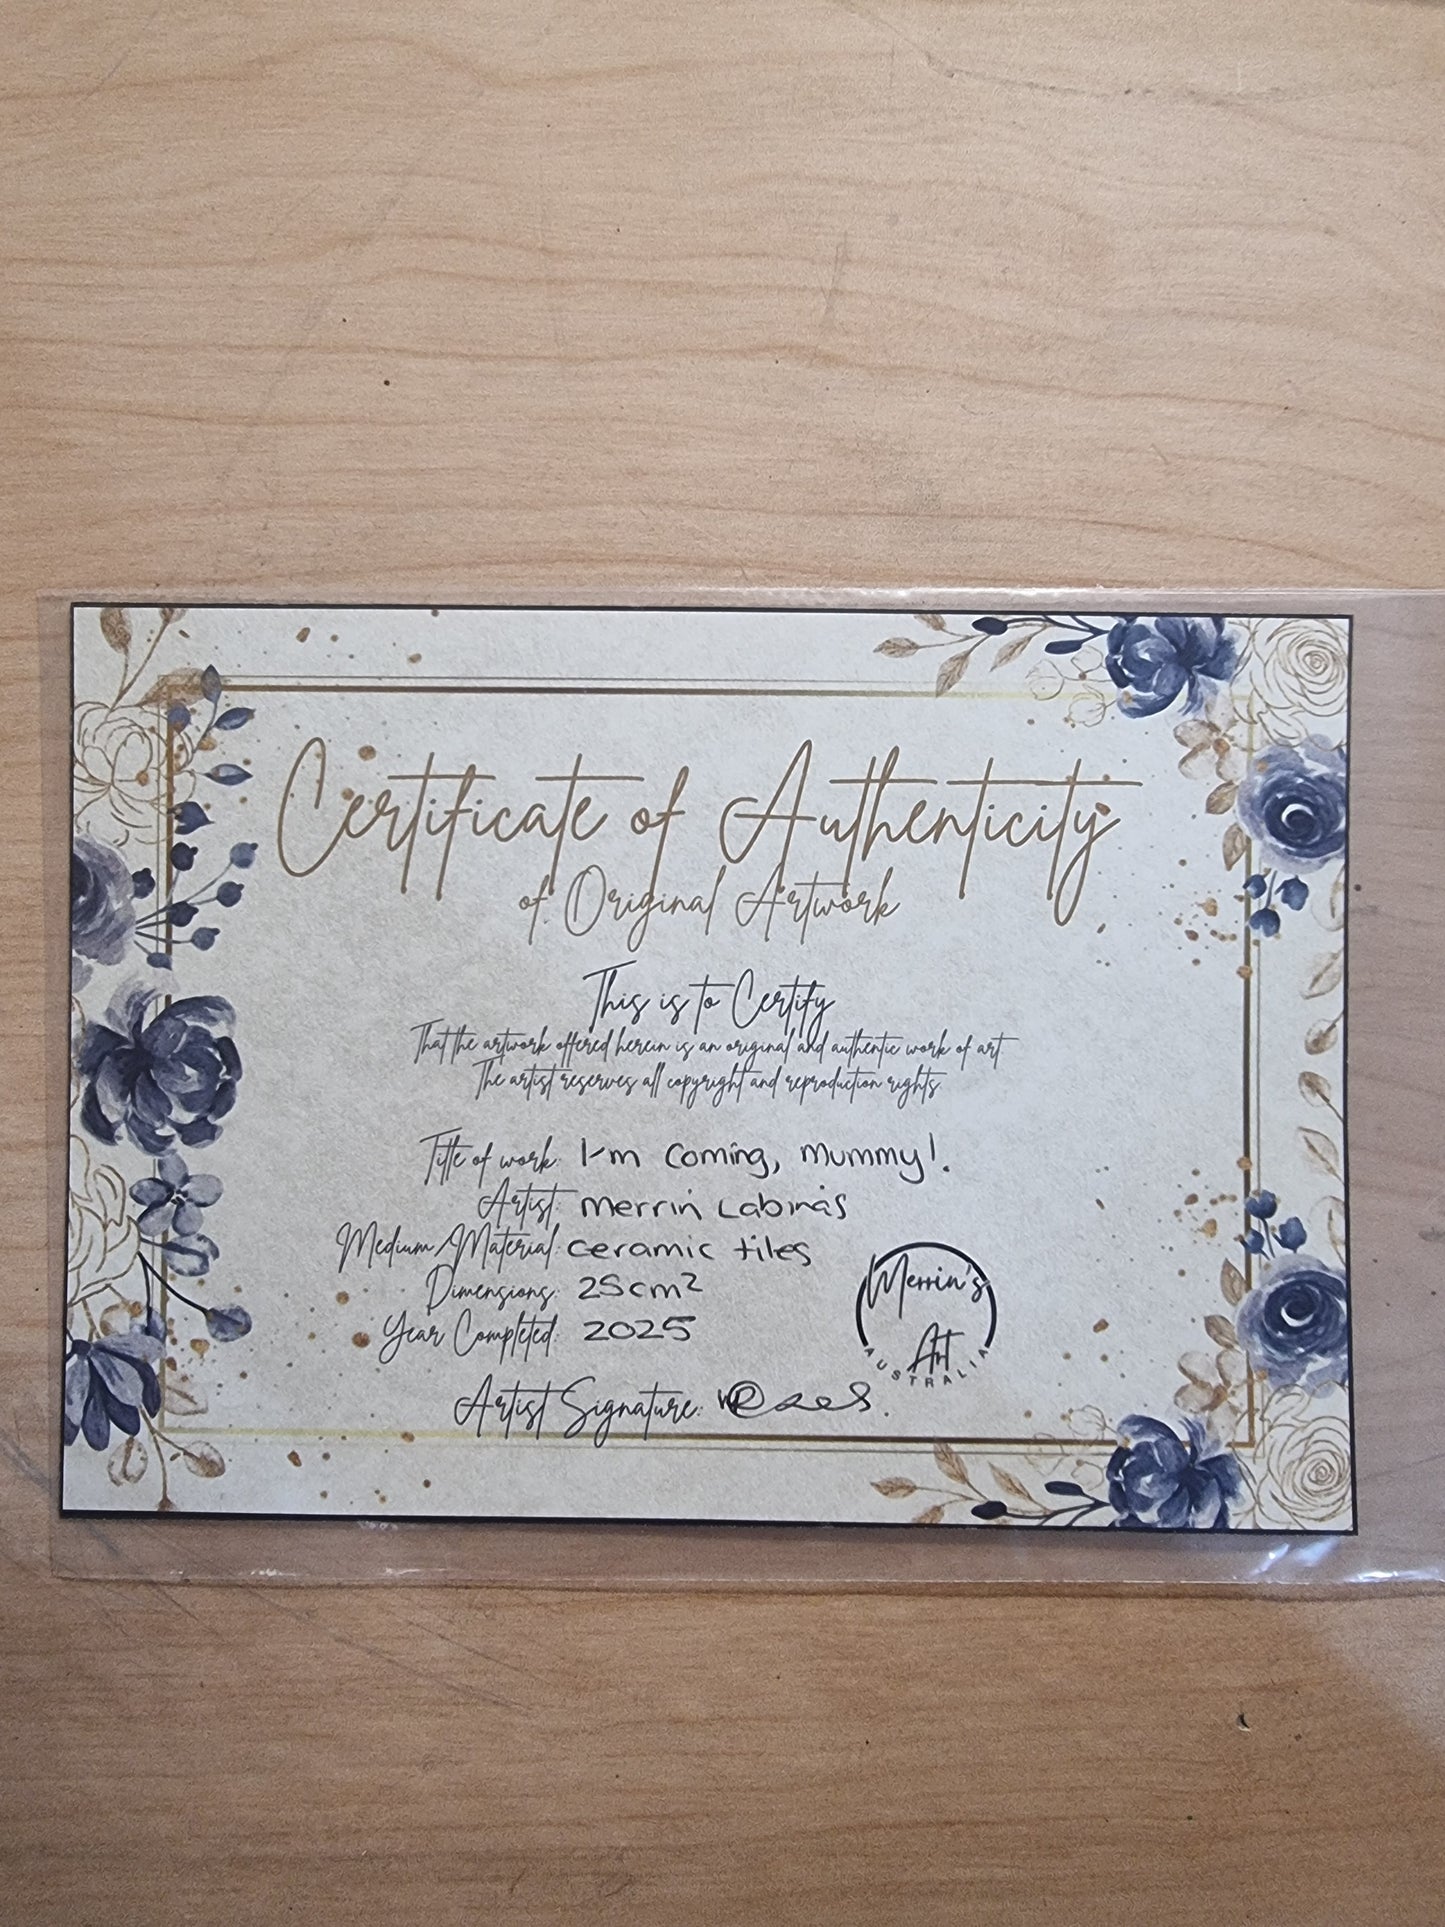 Certificate of Authenticity
of Original Artwork
This is to Certify
That the artwork offered herein is an original and authentic work of art
The artist reserves all copyright and reproduction rights
Title of work: I'm coming, mummy!.
Artist: Merrin Labinas
Medium/Material: ceramic tiles
Dimensions: 25cm²
Year Completed: 2025
Merrin's
Art
AUSTRALIA
Artist Signature: